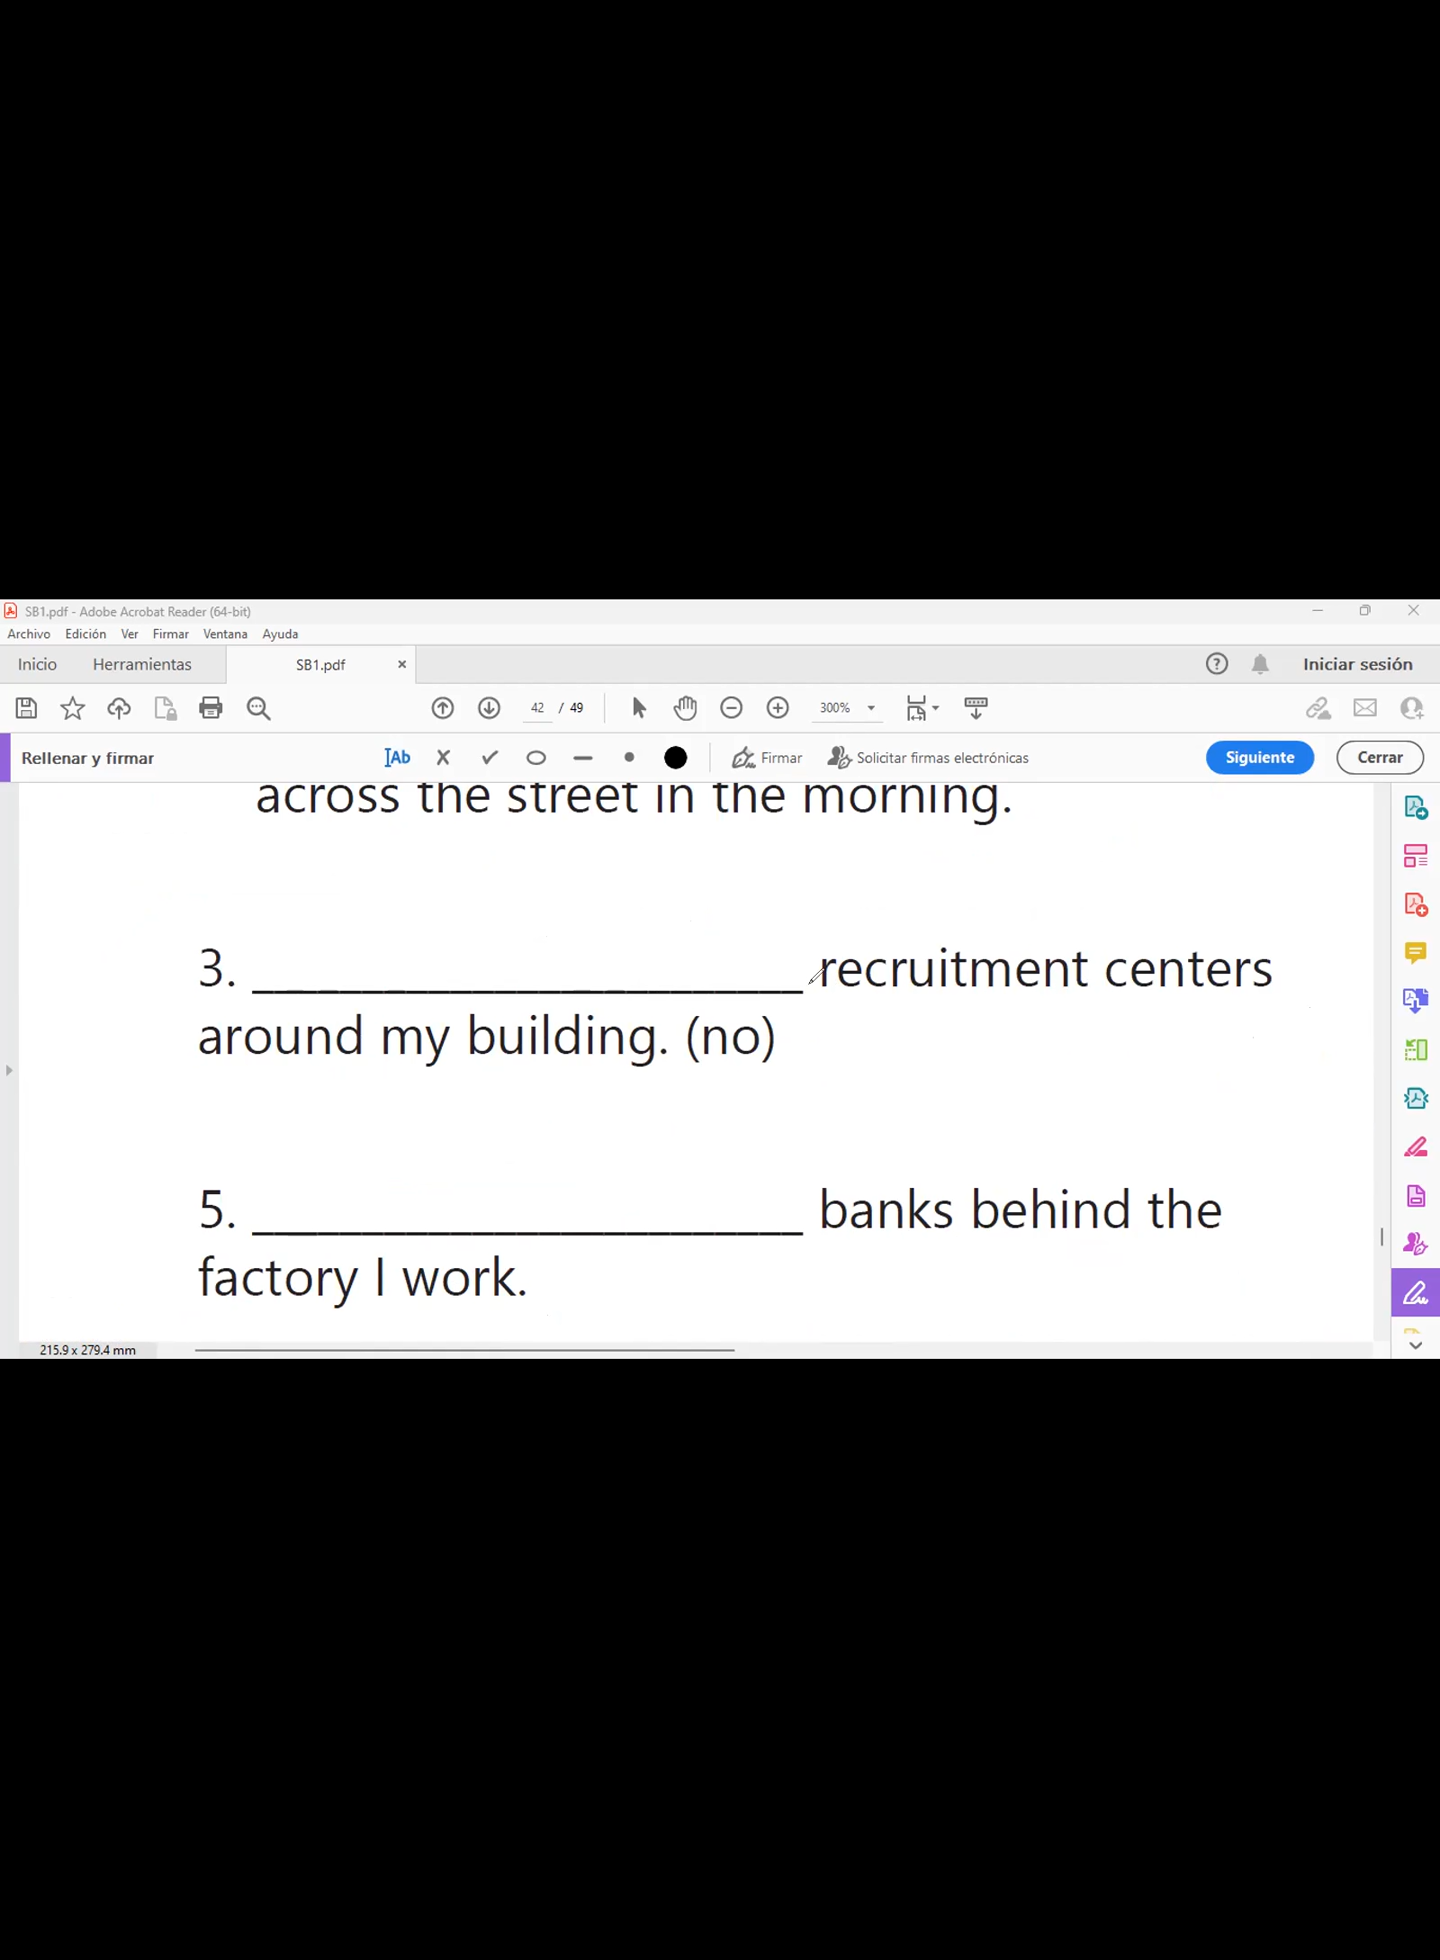 SB1.pdf - Adobe Acrobat Reader (64-bit)
Archivo Edición Ver Firmar Ventana Ayuda
Inicio Herramientas SB1.pdf Iniciar sesión
42 / 49 300%
Rellenar y firmar Ab Firmar Solicitar firmas electrónicas Siguiente Cerrar
across the street in the morning.
3. _________________________ recruitment centers
around my building. (no)
5. _________________________ banks behind the
factory I work.
215.9 x 279.4 mm